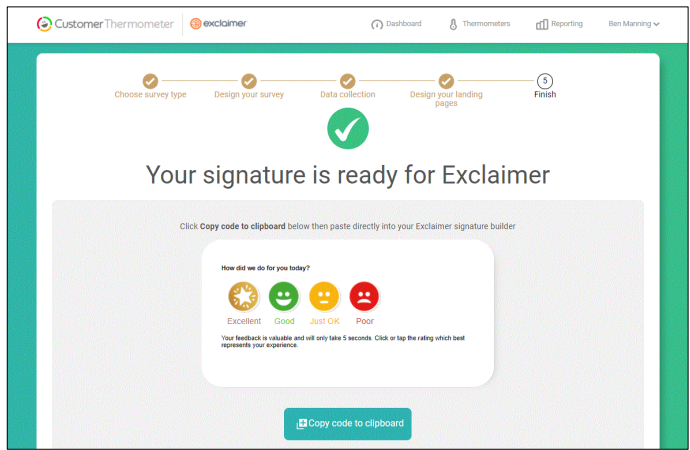 CustomerThermometer exclaimer Dashboard Thermometers Reporting Ben Manning
5
Choose survey type Design your survey Data collection Design your landing pages Finish
Your signature is ready for Exclaimer
Click Copy code to clipboard below then paste directly into your Exclaimer signature builder
How did we do for you today?
Excellent Good Just OK Poor
Your feedback is valuable and will only take 5 seconds. Click or tap the rating which best
represents your experience.
Copy code to clipboard